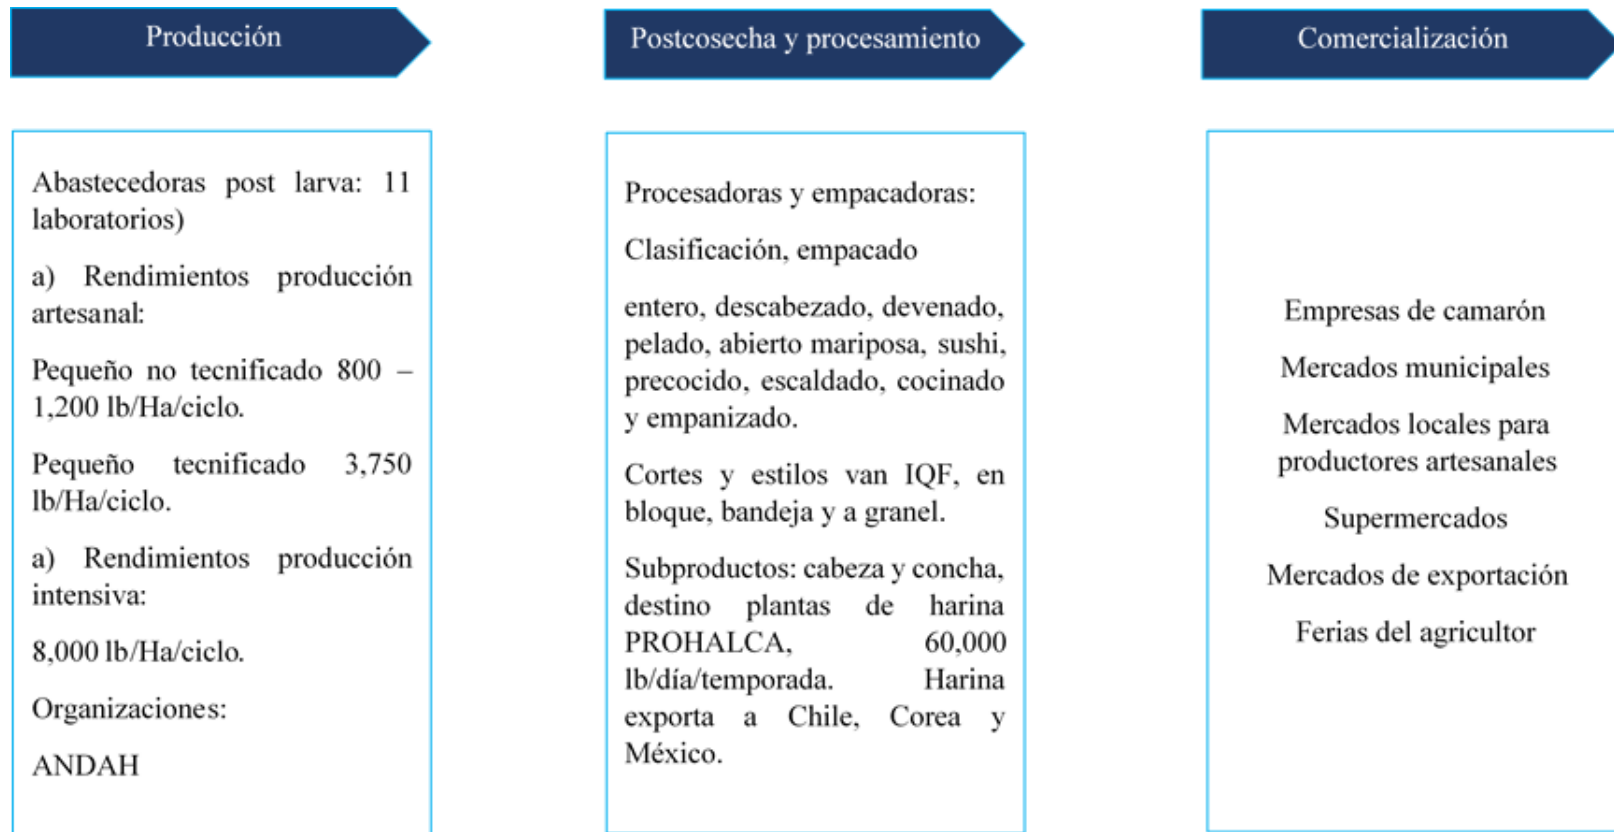 Producción
Abastecedoras post larva: 11
laboratorios)
a) Rendimientos producción
artesanal:
Pequeño no tecnificado 800 –
1,200 lb/Ha/ciclo.
Pequeño tecnificado 3,750
lb/Ha/ciclo.
a) Rendimientos producción
intensiva:
8,000 lb/Ha/ciclo.
Organizaciones:
ANDAH
Postcosecha y procesamiento
Procesadoras y empacadoras:
Clasificación, empacado
entero, descabezado, devenado,
pelado, abierto mariposa, sushi,
precocido, escaldado, cocinado
y empanizado.
Cortes y estilos van IQF, en
bloque, bandeja y a granel.
Subproductos: cabeza y concha,
destino plantas de harina
PROHALCA, 60,000
lb/día/temporada. Harina
exporta a Chile, Corea y
México.
Comercialización
Empresas de camarón
Mercados municipales
Mercados locales para
productores artesanales
Supermercados
Mercados de exportación
Ferias del agricultor